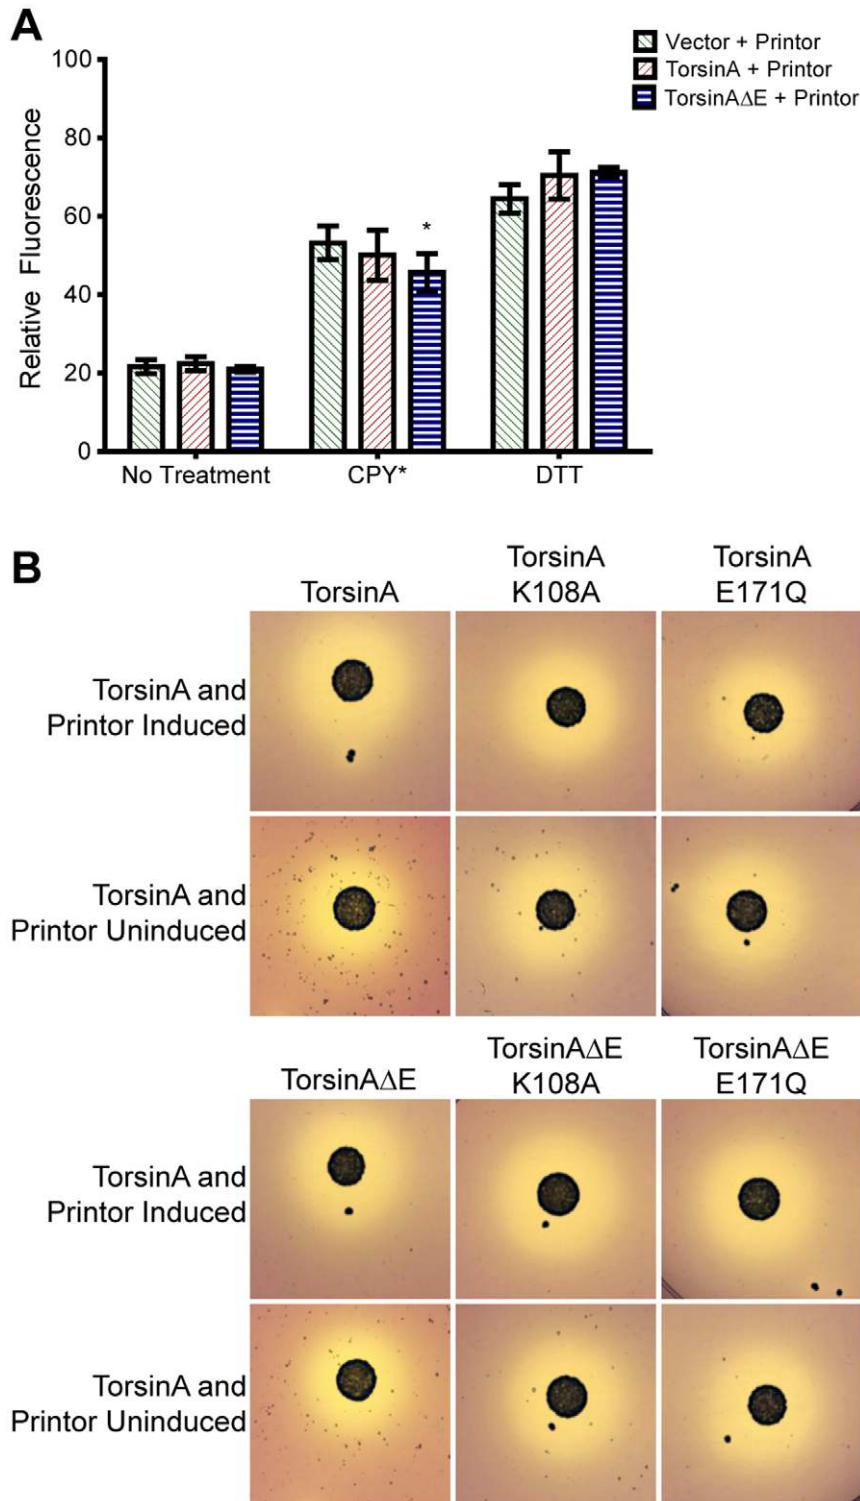 A
Vector + Printor
TorsinA + Printor
TorsinAΔE + Printor
Relative Fluorescence
100
80
60
40
20
0
*
No Treatment
CPY*
DTT
B
TorsinA
TorsinA
K108A
TorsinA
E171Q
TorsinA and
Printor Induced
TorsinA and
Printor Uninduced
TorsinAΔE
TorsinAΔE
K108A
TorsinAΔE
E171Q
TorsinA and
Printor Induced
TorsinA and
Printor Uninduced